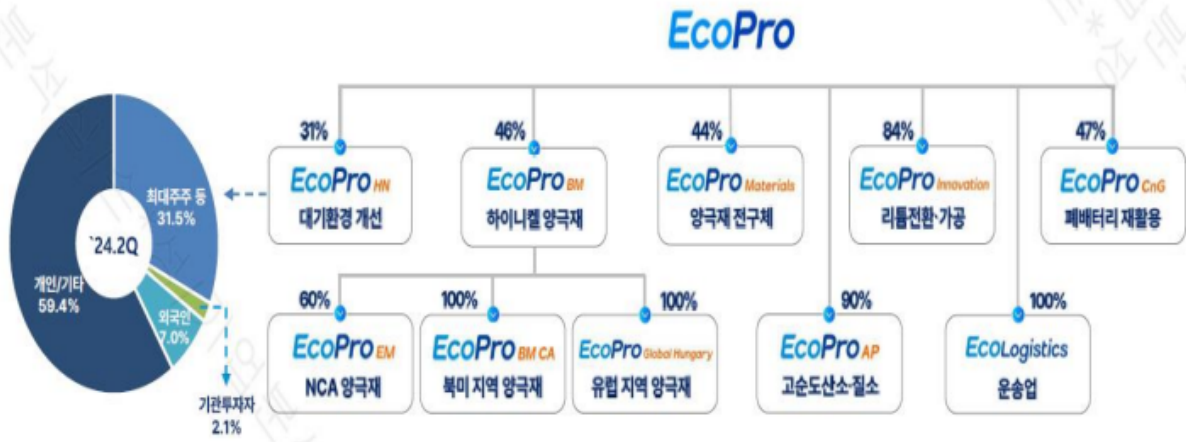 EcoPro
31%
46%
44%
84%
47%
EcoPro HN
대기환경 개선
EcoPro BM
하이니켈 양극재
EcoPro Materials
양극재 전구체
EcoPro Innovation
리튬전환·가공
EcoPro CnG
폐배터리 재활용
60%
100%
100%
90%
100%
EcoPro EM
NCA 양극재
EcoPro BM CA
북미 지역 양극재
EcoPro Global Hungary
유럽 지역 양극재
EcoPro AP
고순도산소·질소
EcoLogistics
운송업
최대주주 등
31.5%
`24.2Q
개인/기타
59.4%
외국인
7.0%
기관투자자
2.1%